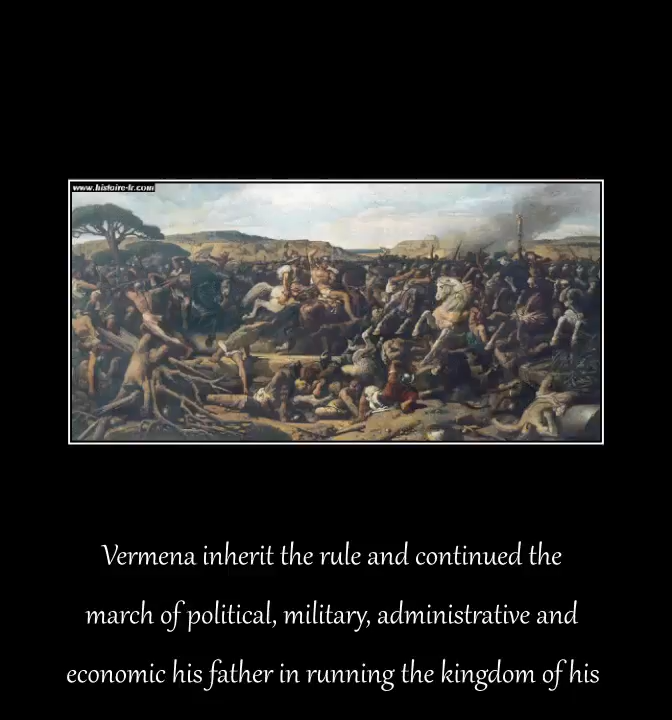 www.histoire-fr.com
Vermena inherit the rule and continued the
march of political, military, administrative and
economic his father in running the kingdom of his